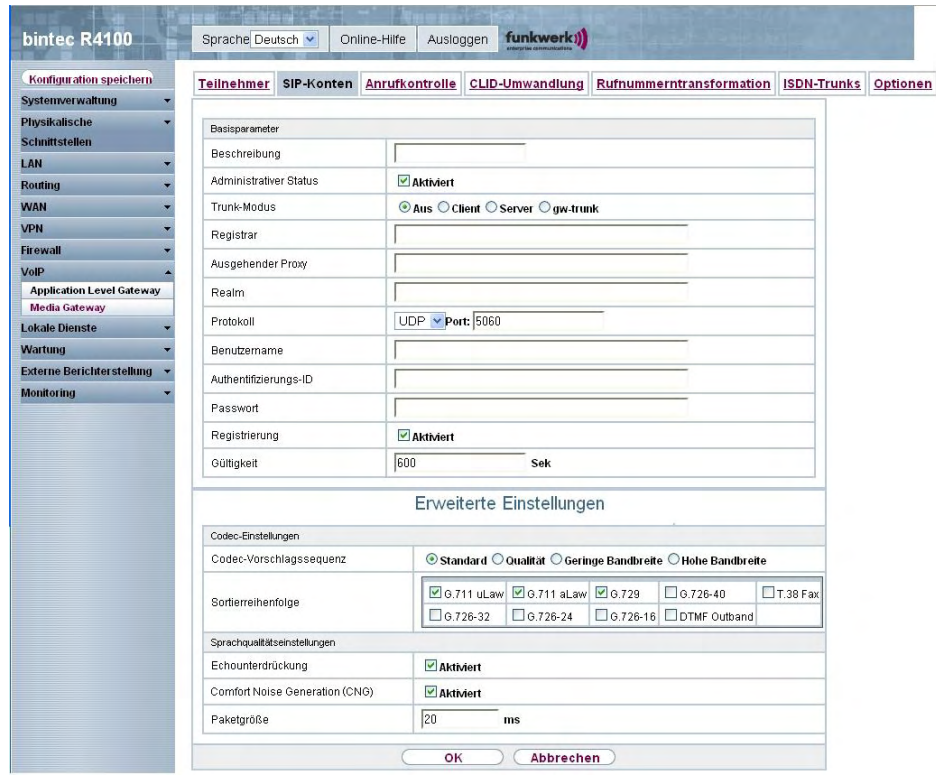 bintec R4100
Sprache Deutsch Online-Hilfe Ausloggen funkwerk
enterprise communications
Konfiguration speichern
Systemverwaltung
Physikalische
Schnittstellen
LAN
Routing
WAN
VPN
Firewall
VoIP
Application Level Gateway
Media Gateway
Lokale Dienste
Wartung
Externe Berichterstellung
Monitoring
Teilnehmer SIP-Konten Anrufkontrolle CLID-Umwandlung Rufnummerntransformation ISDN-Trunks Optionen
Basisparameter
Beschreibung
Administrativer Status Aktiviert
Trunk-Modus Aus Client Server gw-trunk
Registrar
Ausgehender Proxy
Realm
Protokoll UDP Port: 5060
Benutzername
Authentifizierungs-ID
Passwort
Registrierung Aktiviert
Gültigkeit 600 Sek
Erweiterte Einstellungen
Codec-Einstellungen
Codec-Vorschlagssequenz Standard Qualität Geringe Bandbreite Hohe Bandbreite
Sortierreihenfolge
G.711 uLaw G.711 aLaw G.729 G.726-40 T.38 Fax
G.726-32 G.726-24 G.726-16 DTMF Outband
Sprachqualitätseinstellungen
Echounterdrückung Aktiviert
Comfort Noise Generation (CNG) Aktiviert
Paketgröße 20 ms
OK Abbrechen